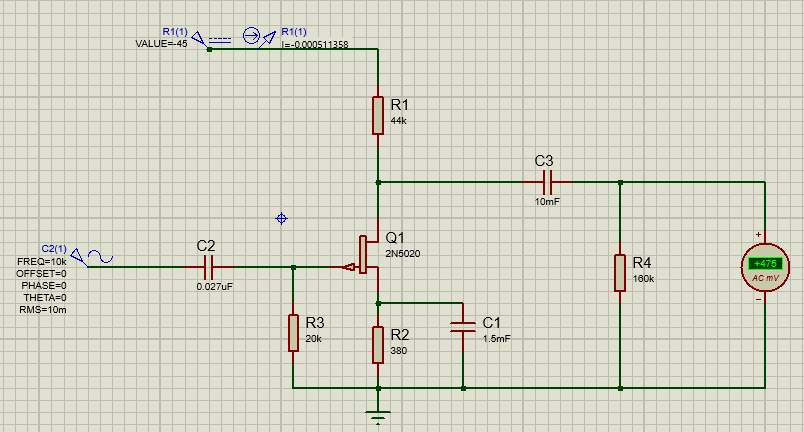 R1(1)
VALUE=-45
R1(1)
I=-0.000511358
R1
44k
C3
10mF
C2(1)
FREQ=10k
OFFSET=0
PHASE=0
THETA=0
RMS=10m
C2
0.027uF
Q1
2N5020
R4
160k
+
+475
AC mV
−
R3
20k
R2
380
C1
1.5mF